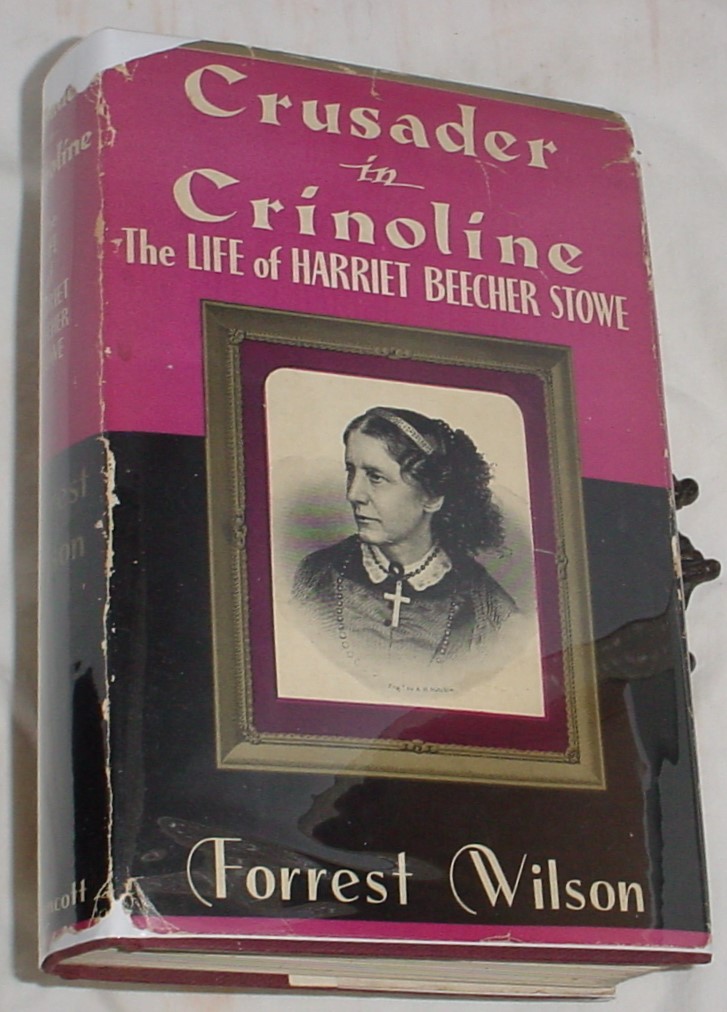 Crusader
in
Crinoline
The LIFE of HARRIET BEECHER STOWE
Forrest Wilson